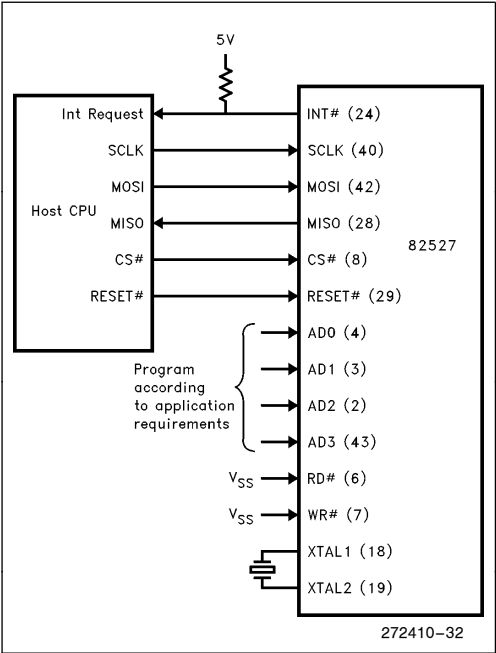 5V
Int Request
INT# (24)
SCLK
SCLK (40)
MOSI
MOSI (42)
Host CPU
MISO
MISO (28)
82527
CS#
CS# (8)
RESET#
RESET# (29)
AD0 (4)
Program
according
to application
requirements
AD1 (3)
AD2 (2)
AD3 (43)
VSS
RD# (6)
VSS
WR# (7)
XTAL1 (18)
XTAL2 (19)
272410–32